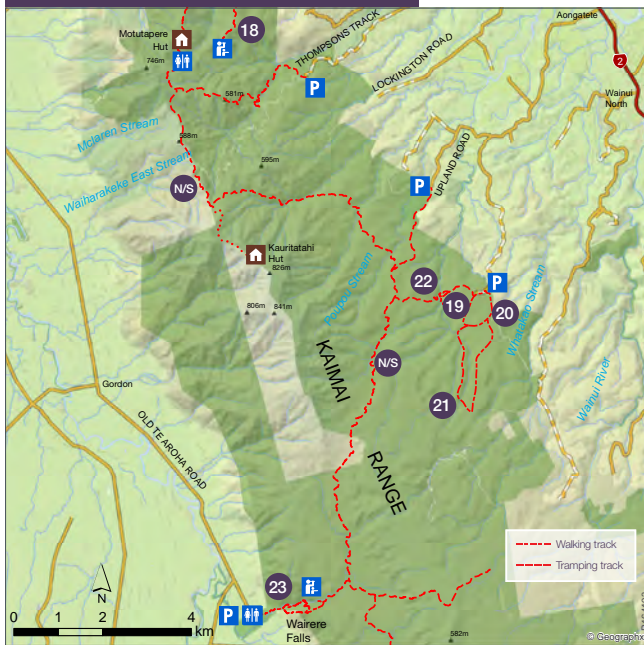 Motutapere
Hut
18
Aongatete
THOMPSONS TRACK
LOCKINGTON ROAD
2
746m
581m
P
Wainui
North
Mclaren Stream
588m
595m
UPLAND ROAD
Waiharakeke East Stream
N/S
P
Kauritatahi
Hut
826m
22
P
19
20
806m
841m
Poupou Stream
Whatakao Stream
KAIMAI
N/S
Wainui River
Gordon
21
OLD TE AROHA ROAD
RANGE
Walking track
Tramping track
N
23
0 1 2 4
km
P
Wairere
Falls
582m
© Geographx